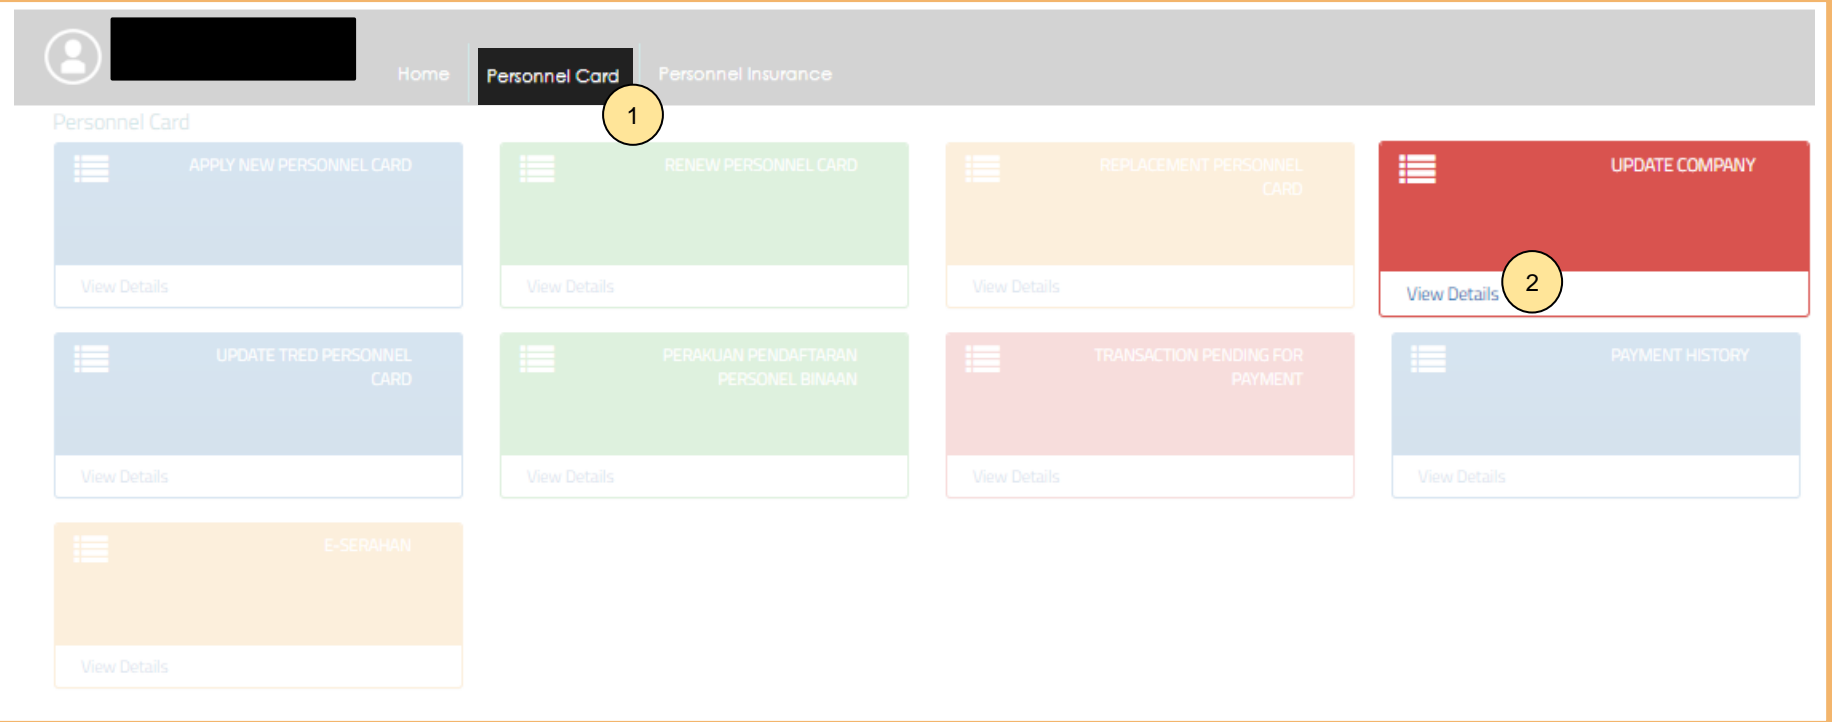 Home
Personnel Card
Personnel Insurance
1
Personnel Card
APPLY NEW PERSONNEL CARD
View Details
RENEW PERSONNEL CARD
View Details
REPLACEMENT PERSONNEL
CARD
View Details
UPDATE COMPANY
View Details
2
UPDATE TRED PERSONNEL
CARD
View Details
PERAKUAN PENDAFTARAN
PERSONEL BINAAN
View Details
TRANSACTION PENDING FOR
PAYMENT
View Details
PAYMENT HISTORY
View Details
E-SERAHAN
View Details